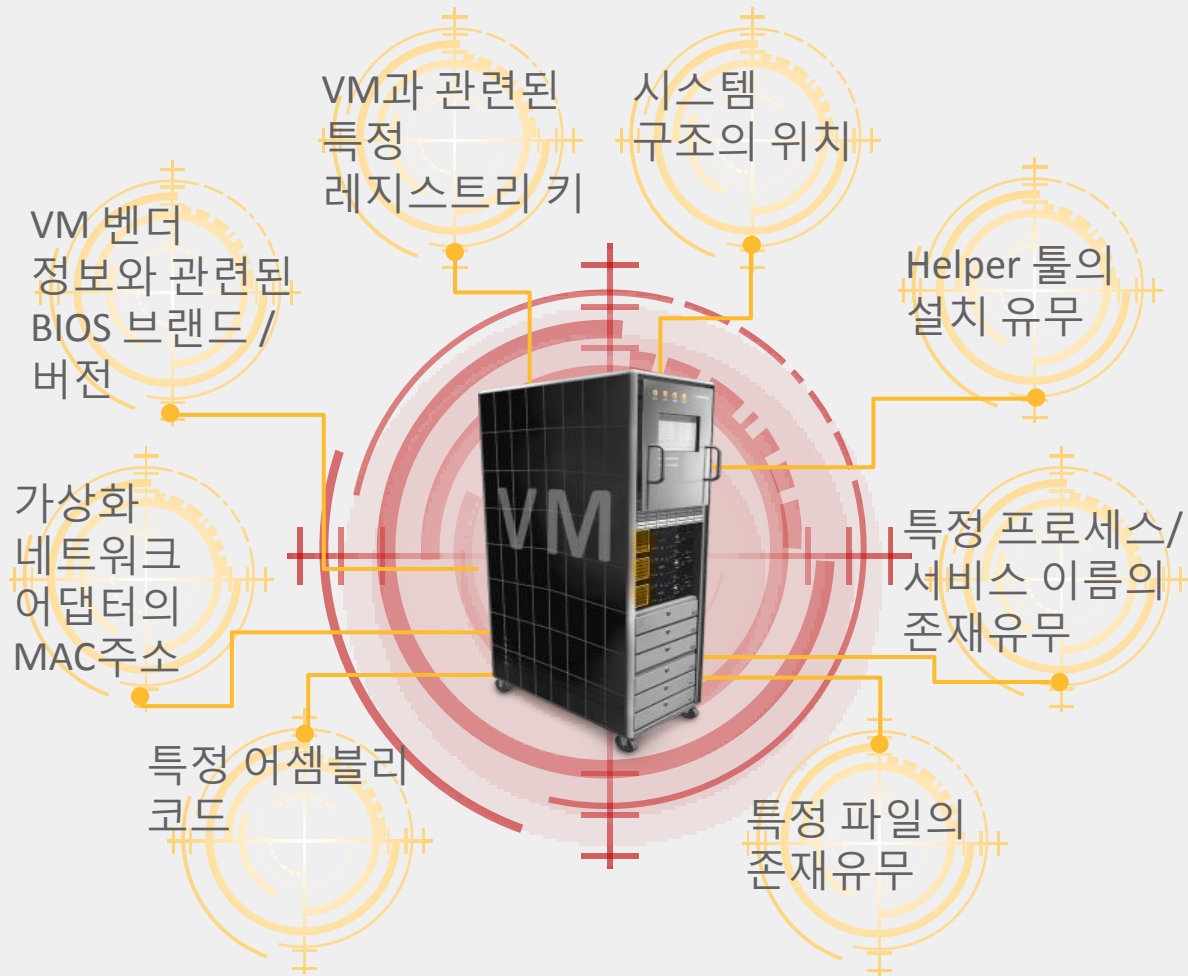 VM과 관련된
특정
레지스트리 키
시스템
구조의 위치
VM 벤더
정보와 관련된
BIOS 브랜드 /
버전
Helper 툴의
설치 유무
가상화
네트워크
어댑터의
MAC주소
VM
특정 프로세스/
서비스 이름의
존재유무
특정 어셈블리
코드
특정 파일의
존재유무